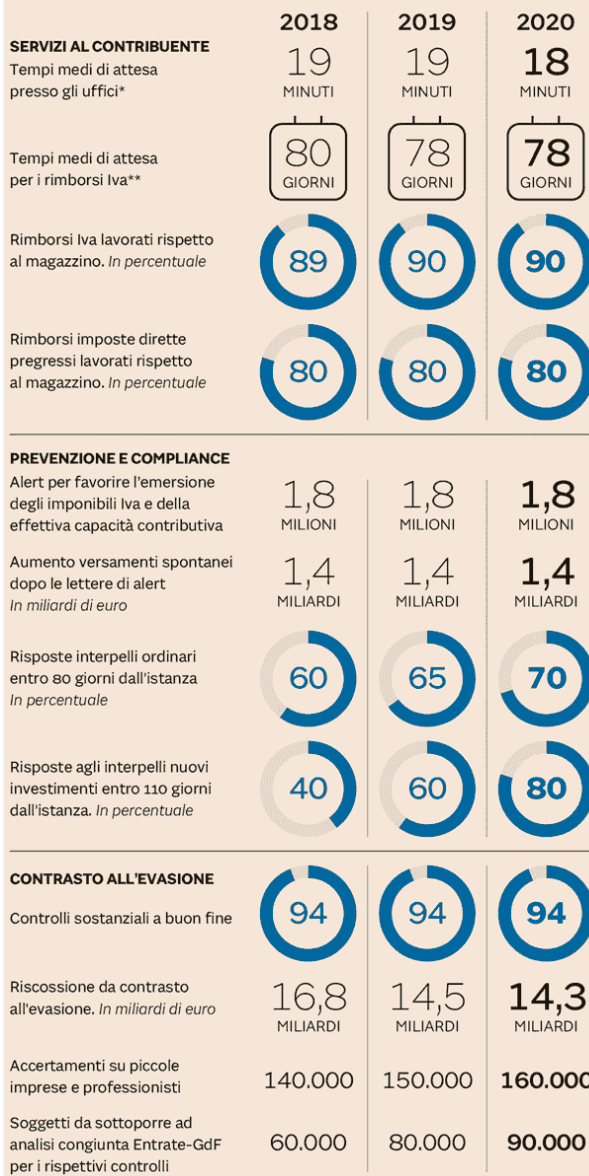 2018 2019 2020
SERVIZI AL CONTRIBUENTE
Tempi medi di attesa
presso gli uffici*
19 19 18
MINUTI MINUTI MINUTI
Tempi medi di attesa
per i rimborsi Iva**
80 78 78
GIORNI GIORNI GIORNI
Rimborsi Iva lavorati rispetto
al magazzino. In percentuale
89 90 90
Rimborsi imposte dirette
pregressi lavorati rispetto
al magazzino. In percentuale
80 80 80
PREVENZIONE E COMPLIANCE
Alert per favorire l'emersione
degli imponibili Iva e della
effettiva capacità contributiva
1,8 1,8 1,8
MILIONI MILIONI MILIONI
Aumento versamenti spontanei
dopo le lettere di alert
In miliardi di euro
1,4 1,4 1,4
MILIARDI MILIARDI MILIARDI
Risposte interpelli ordinari
entro 80 giorni dall'istanza
In percentuale
60 65 70
Risposte agli interpelli nuovi
investimenti entro 110 giorni
dall'istanza. In percentuale
40 60 80
CONTRASTO ALL'EVASIONE
Controlli sostanziali a buon fine
94 94 94
Riscossione da contrasto
all'evasione. In miliardi di euro
16,8 14,5 14,3
MILIARDI MILIARDI MILIARDI
Accertamenti su piccole
imprese e professionisti
140.000 150.000 160.000
Soggetti da sottoporre ad
analisi congiunta Entrate-GdF
per i rispettivi controlli
60.000 80.000 90.000